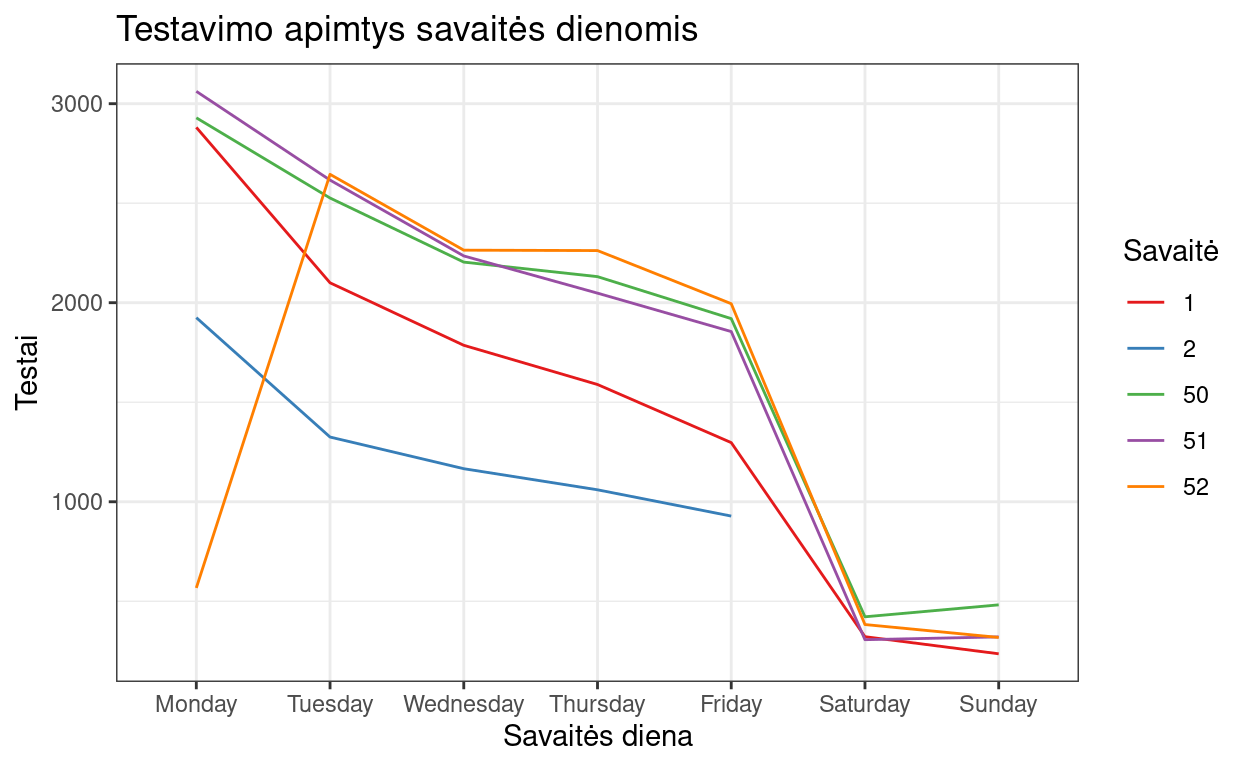 Testavimo apimtys savaitės dienomis
Testai
3000
2000
1000
Monday
Tuesday
Wednesday
Thursday
Friday
Saturday
Sunday
Savaitės diena
Savaitė
1
2
50
51
52